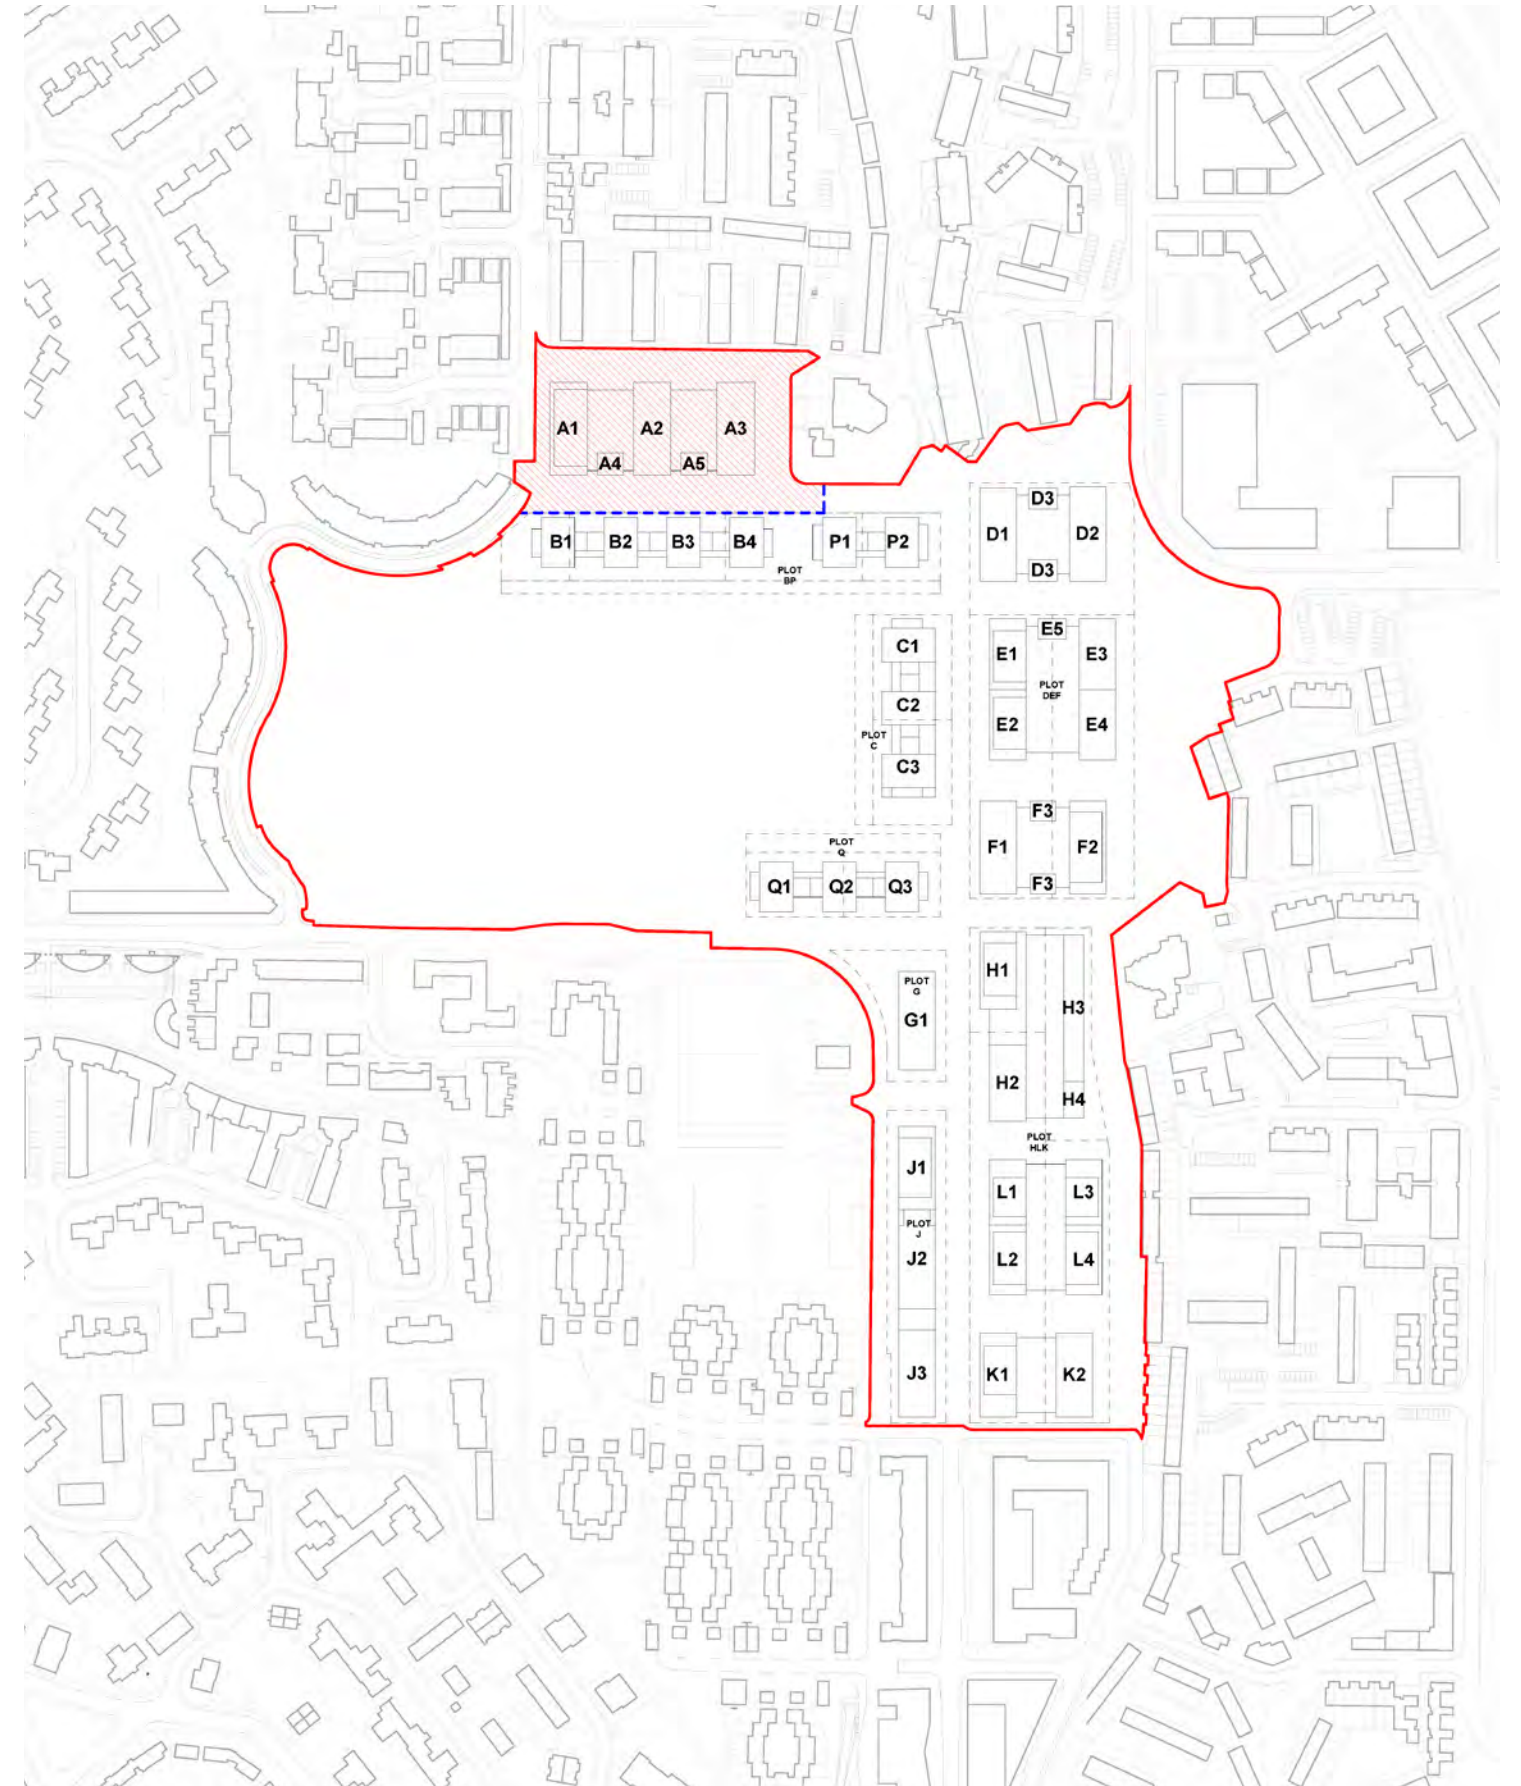 A1 A2 A3
A4 A5
D3
D1 D2
B1 B2 B3 B4 P1 P2
D3
PLOT
BP
E5
C1 E1 E3
PLOT
DEF
C2
E2 E4
PLOT
C
C3
F3
PLOT
Q
F1 F2
Q1 Q2 Q3 F3
H1
PLOT
G
H3
G1
H2
H4
PLOT
HLK
J1
L1 L3
PLOT
J
J2 L2 L4
J3 K1 K2